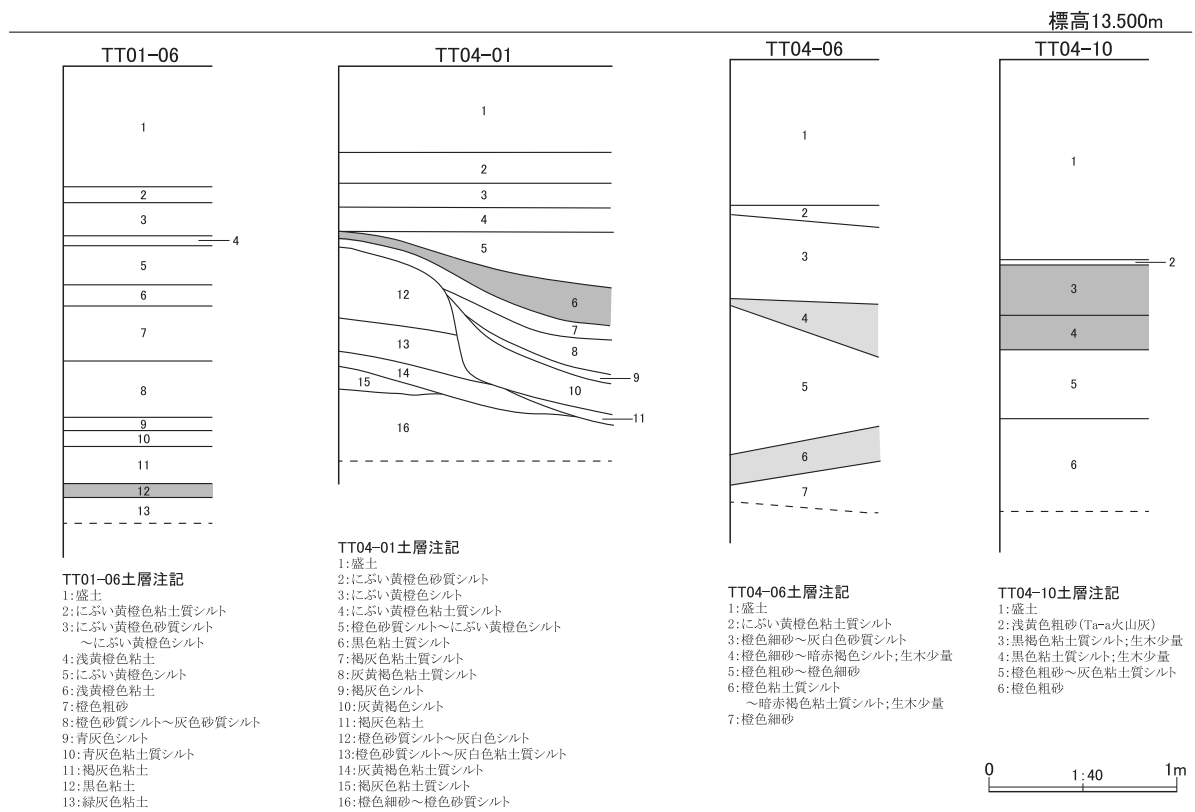 標高13.500m
TT01-06
1
2
3
4
5
6
7
8
9
10
11
12
13
TT01-06土層注記
1:盛土
2:にぶい黄橙色粘土質シルト
3:にぶい黄橙色砂質シルト
～にぶい黄橙色シルト
4:浅黄橙色粘土
5:にぶい黄橙色シルト
6:浅黄橙色粘土
7:橙色粗砂
8:橙色砂質シルト～灰色砂質シルト
9:青灰色シルト
10:青灰色粘土質シルト
11:褐灰色粘土
12:黒色粘土
13:緑灰色粘土
TT04-01
1
2
3
4
5
6
7
8
9
10
11
12
13
14
15
16
TT04-01土層注記
1:盛土
2:にぶい黄橙色砂質シルト
3:にぶい黄橙色シルト
4:にぶい黄橙色粘土質シルト
5:橙色砂質シルト～にぶい黄橙色シルト
6:黒色粘土質シルト
7:褐灰色粘土質シルト
8:灰黄褐色粘土質シルト
9:褐灰色シルト
10:灰黄褐色シルト
11:褐灰色粘土
12:橙色砂質シルト～灰白色シルト
13:橙色砂質シルト～灰白色粘土質シルト
14:灰黄褐色粘土質シルト
15:褐灰色粘土質シルト
16:橙色細砂～橙色砂質シルト
TT04-06
1
2
3
4
5
6
7
TT04-06土層注記
1:盛土
2:にぶい黄橙色粘土質シルト
3:橙色細砂～灰白色砂質シルト
4:橙色細砂～暗赤褐色シルト;生木少量
5:橙色粗砂～橙色細砂
6:橙色粘土質シルト
～暗赤褐色粘土質シルト;生木少量
7:橙色細砂
TT04-10
1
2
3
4
5
6
TT04-10土層注記
1:盛土
2:浅黄色粗砂(Ta-a火山灰)
3:黒褐色粘土質シルト;生木少量
4:黒色粘土質シルト;生木少量
5:橙色粗砂～灰色粘土質シルト
6:橙色粗砂
0 1:40 1m